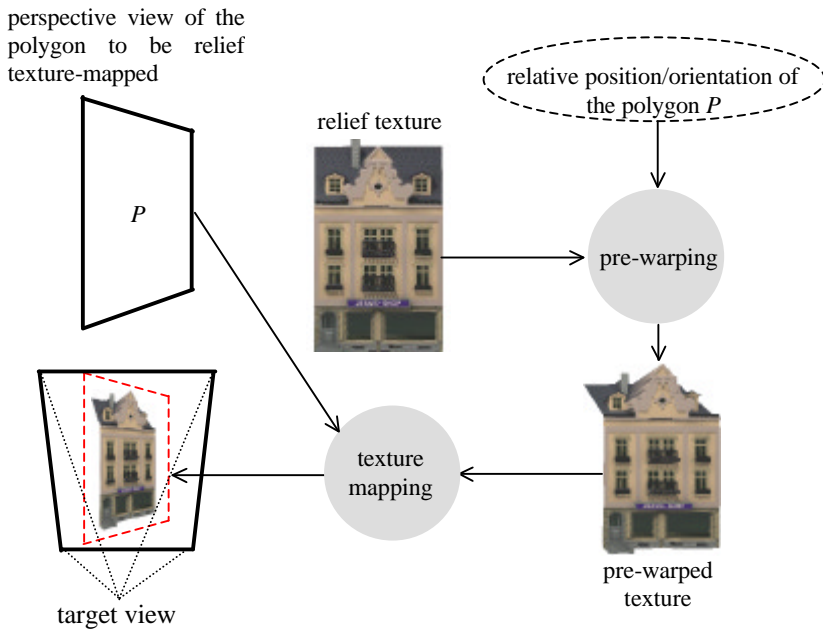 perspective view of the
polygon to be relief
texture-mapped
relative position/orientation of
the polygon P
relief texture
P
pre-warping
texture
mapping
pre-warped
texture
target view